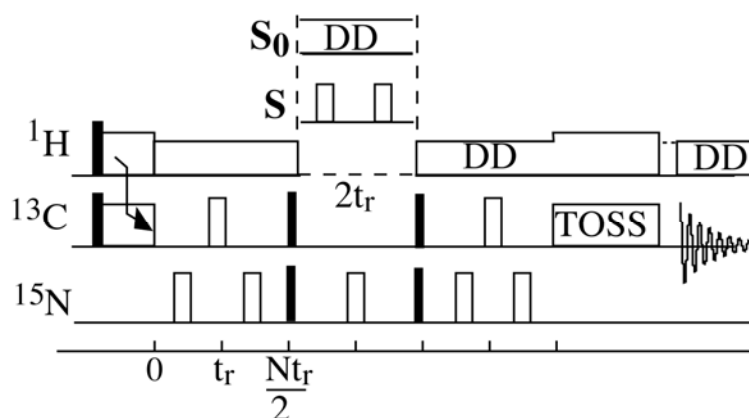 S₀ DD
S
¹H DD DD
2tᵣ
¹³C TOSS
¹⁵N
0 tᵣ Ntᵣ
2